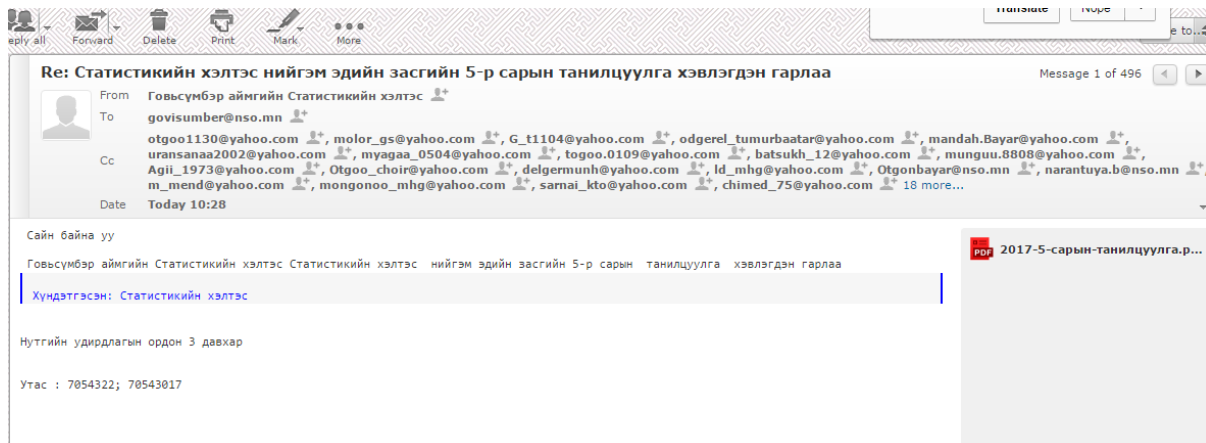 Translate
Nope
eply all
Forward
Delete
Print
Mark
More
e to...
Re: Статистикийн хэлтэс нийгэм эдийн засгийн 5-р сарын танилцуулга хэвлэгдэн гарлаа
Message 1 of 496
From Говьсүмбэр аймгийн Статистикийн хэлтэс
To govisumber@nso.mn
Cc otgoo1130@yahoo.com, molor_gs@yahoo.com, G_t1104@yahoo.com, odgerel_tumurbaatar@yahoo.com, mandah.Bayar@yahoo.com,
uransanaa2002@yahoo.com, myagaa_0504@yahoo.com, togoo.0109@yahoo.com, batsukh_12@yahoo.com, munguu.8808@yahoo.com,
Agii_1973@yahoo.com, Otgoo_choir@yahoo.com, delgermunh@yahoo.com, ld_mhg@yahoo.com, Otgonbayar@nso.mn, narantuya.b@nso.mn,
m_mend@yahoo.com, mongonoo_mhg@yahoo.com, sarnai_kto@yahoo.com, chimed_75@yahoo.com 18 more...
Date Today 10:28
Сайн байна уу
PDF 2017-5-сарын-танилцуулга.p...
Говьсүмбэр аймгийн Статистикийн хэлтэс Статистикийн хэлтэс нийгэм эдийн засгийн 5-р сарын танилцуулга хэвлэгдэн гарлаа
Хүндэтгэсэн: Статистикийн хэлтэс
Нутгийн удирдлагын ордон 3 давхар
Утас : 7054322; 70543017